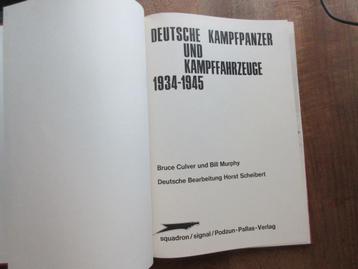 DEUTSCHE KAMPFPANZER
UND
KAMPFFAHRZEUGE
1934-1945
Bruce Culver und Bill Murphy
Deutsche Bearbeitung Horst Scheibert
squadron/signal/Podzun-Pallas-Verlag